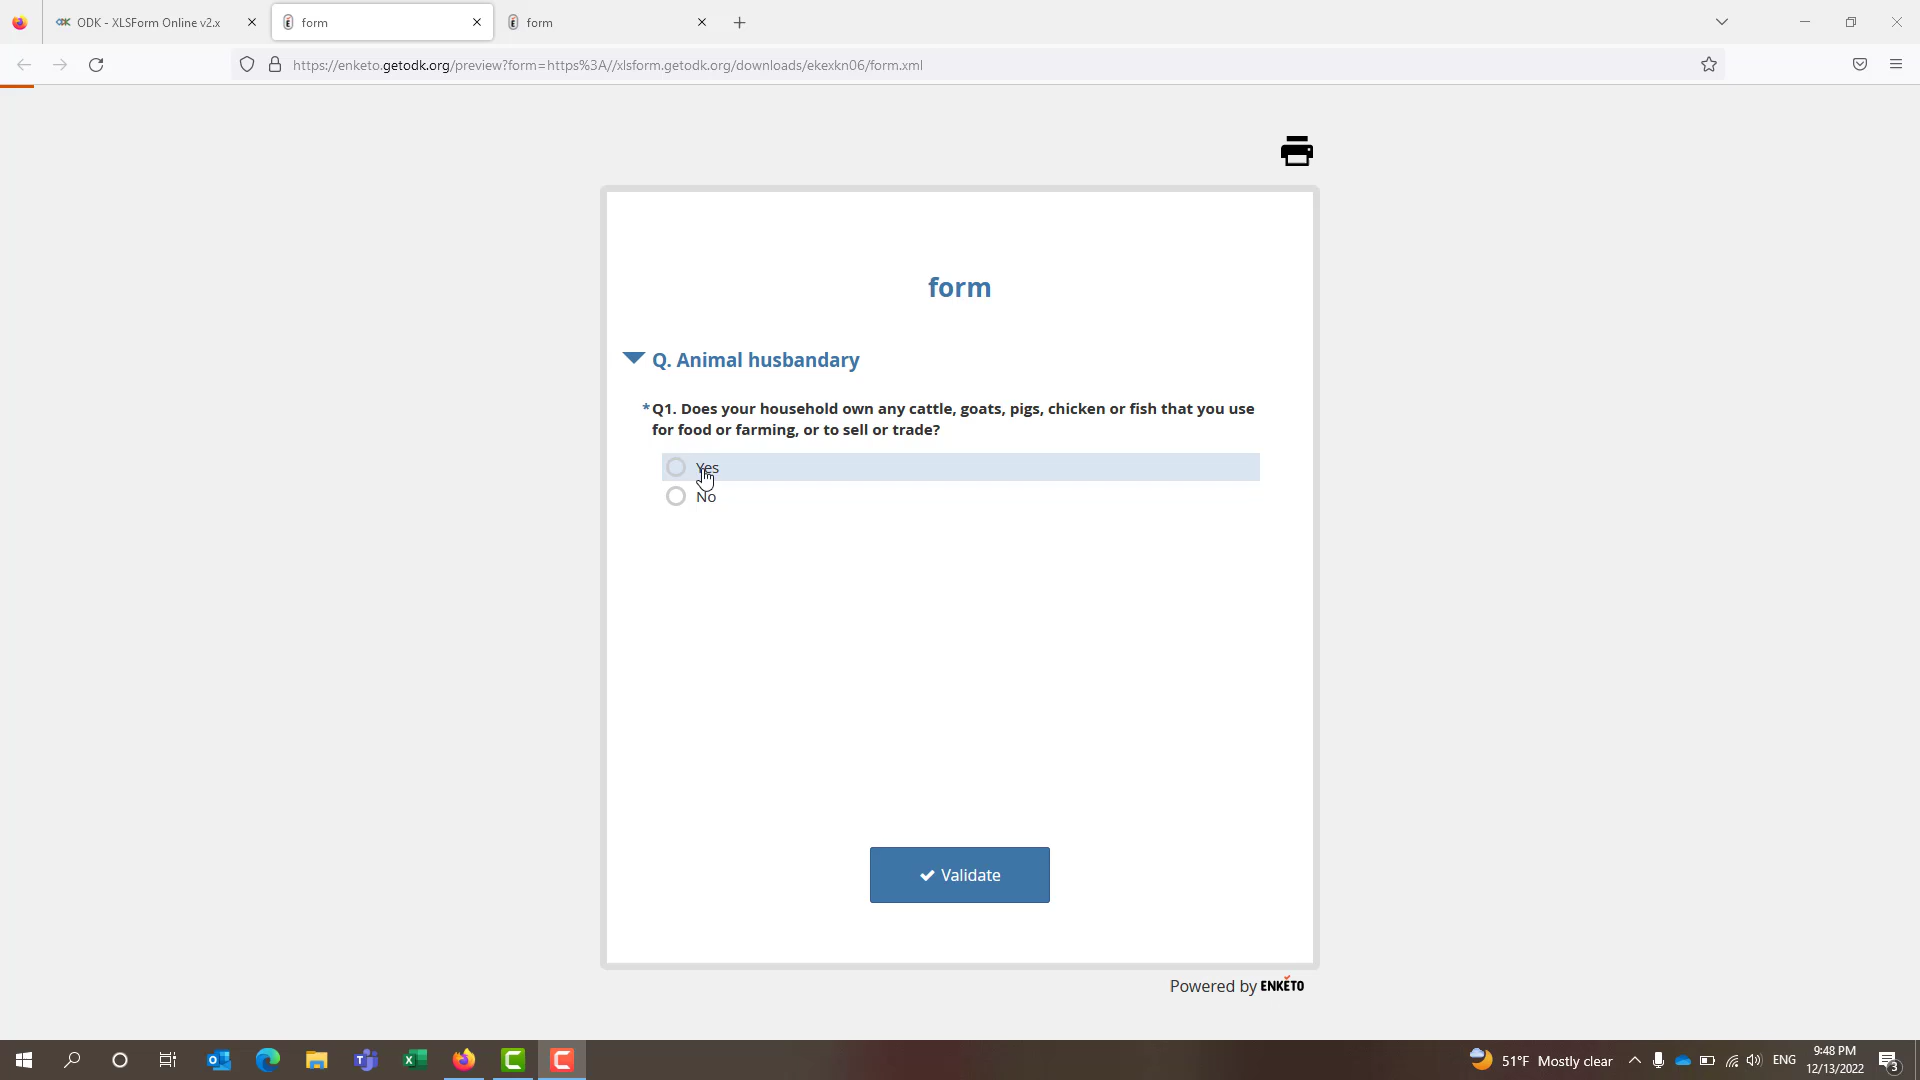 ODK - XLSForm Online v2.x
form
form
https://enketo.getodk.org/preview?form=https%3A//xlsform.getodk.org/downloads/ekexkn06/form.xml
form
Q. Animal husbandary
*Q1. Does your household own any cattle, goats, pigs, chicken or fish that you use
for food or farming, or to sell or trade?
Yes
No
Validate
Powered by ENKETO
51°F Mostly clear
ENG
9:48 PM
12/13/2022
3